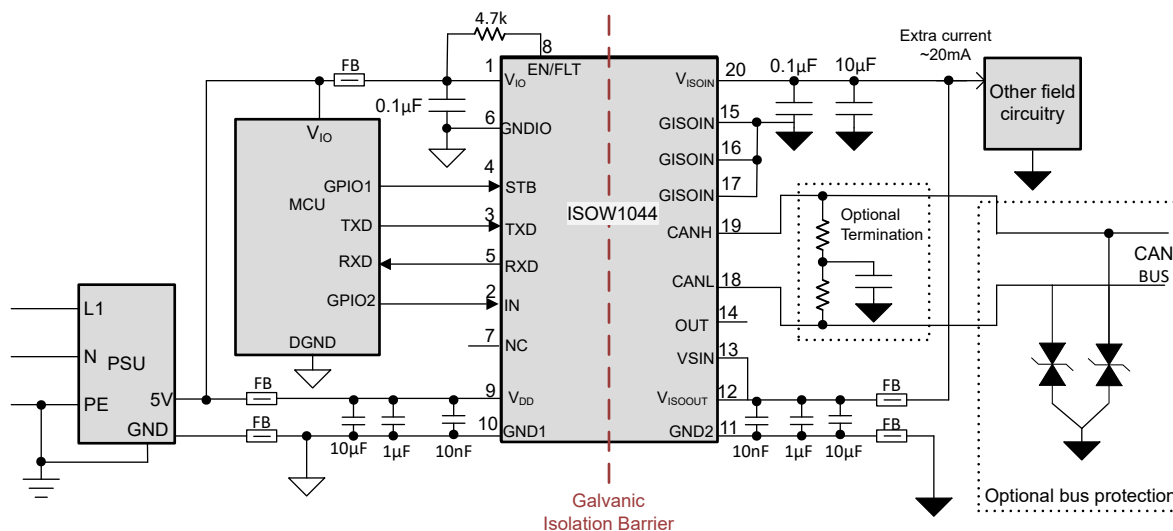 4.7k
8
FB
1
EN/FLT
VIO
0.1µF
6
GNDIO
VIO
4
GPIO1
STB
MCU
3
TXD
TXD
5
RXD
RXD
2
GPIO2
IN
7
NC
DGND
L1
N
PSU
PE
5V
GND
FB
FB
9
VDD
10
GND1
10µF
1µF
10nF
ISOW1044
Galvanic
Isolation Barrier
20
VISOIN
0.1µF
10µF
Extra current
~20mA
Other field
circuitry
15
GISOIN
16
GISOIN
17
GISOIN
CANH
19
Optional
Termination
CANL
18
14
OUT
13
VSIN
12
VISOOUT
11
GND2
10nF
1µF
10µF
FB
FB
CAN
BUS
Optional bus protection